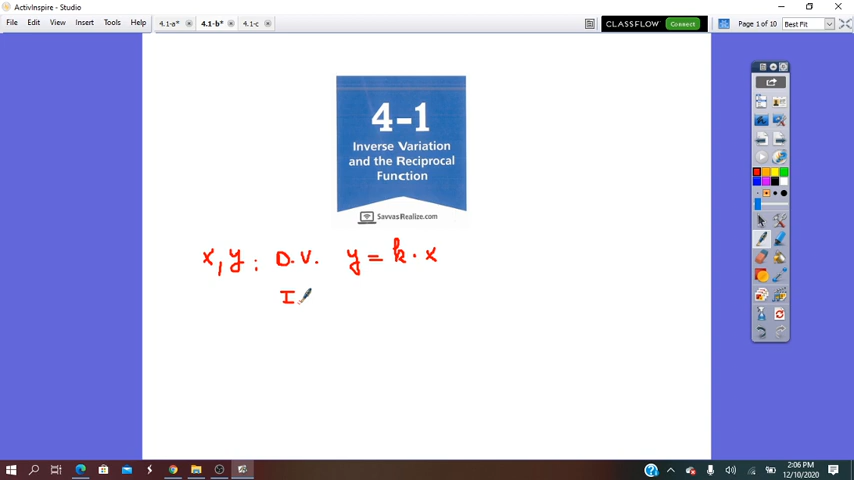 ActivInspire - Studio
File Edit View Insert Tools Help
4.1-a* 4.1-b* 4.1-c
CLASSFLOW Connect
Page 1 of 10 Best Fit
4-1
Inverse Variation
and the Reciprocal
Function
SavvasRealize.com
x, y : D.V. y = k · x
I.
2:06 PM
12/10/2020